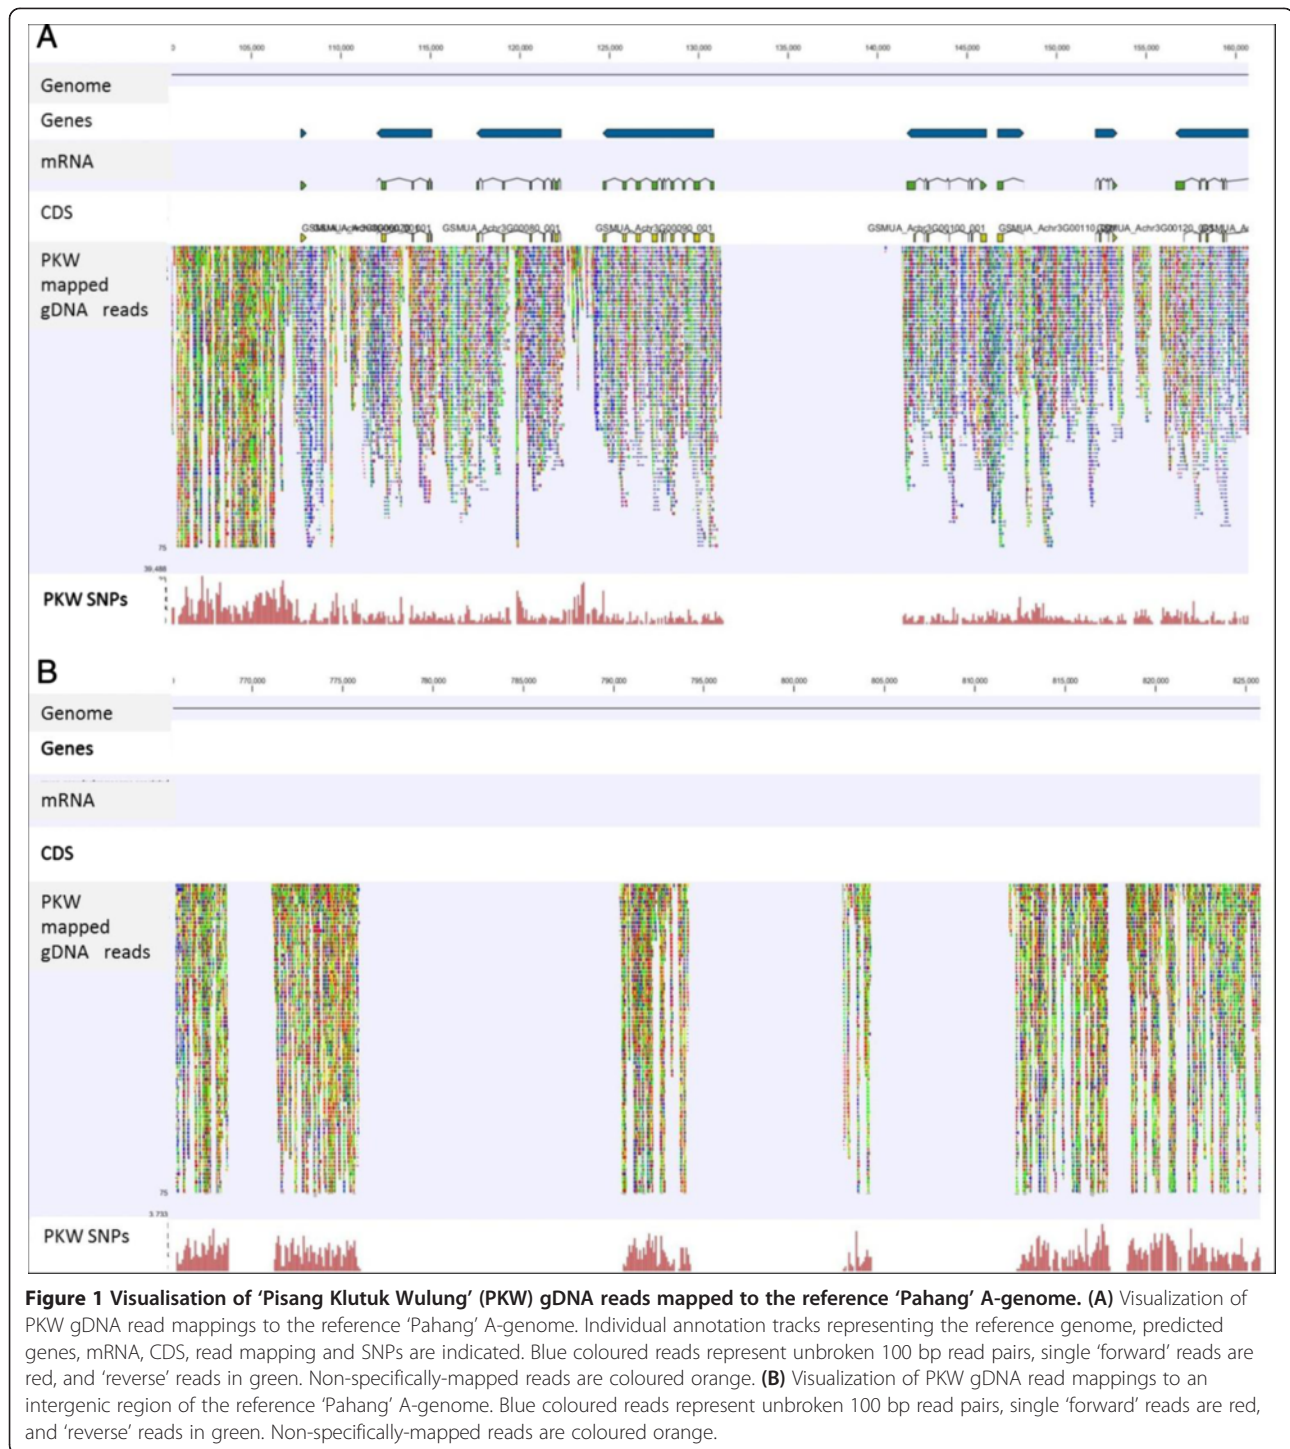 A
105,000 110,000 115,000 120,000 125,000 130,000 135,000 140,000 145,000 150,000 155,000 160,000
Genome
Genes
mRNA
CDS
GSMUA_Achr3G00080_001 GSMUA_Achr3G00090_001 GSMUA_Achr3G00100_001 GSMUA_Achr3G00110 GSMUA_Achr3G00120
PKW
mapped
gDNA reads
75
39,488
PKW SNPs
B
770,000 775,000 780,000 785,000 790,000 795,000 800,000 805,000 810,000 815,000 820,000 825,000
Genome
Genes
mRNA
CDS
PKW
mapped
gDNA reads
75
3.733
PKW SNPs
Figure 1 Visualisation of ‘Pisang Klutuk Wulung’ (PKW) gDNA reads mapped to the reference ‘Pahang’ A-genome. (A) Visualization of
PKW gDNA read mappings to the reference ‘Pahang’ A-genome. Individual annotation tracks representing the reference genome, predicted
genes, mRNA, CDS, read mapping and SNPs are indicated. Blue coloured reads represent unbroken 100 bp read pairs, single ‘forward’ reads are
red, and ‘reverse’ reads in green. Non-specifically-mapped reads are coloured orange. (B) Visualization of PKW gDNA read mappings to an
intergenic region of the reference ‘Pahang’ A-genome. Blue coloured reads represent unbroken 100 bp read pairs, single ‘forward’ reads are red,
and ‘reverse’ reads in green. Non-specifically-mapped reads are coloured orange.